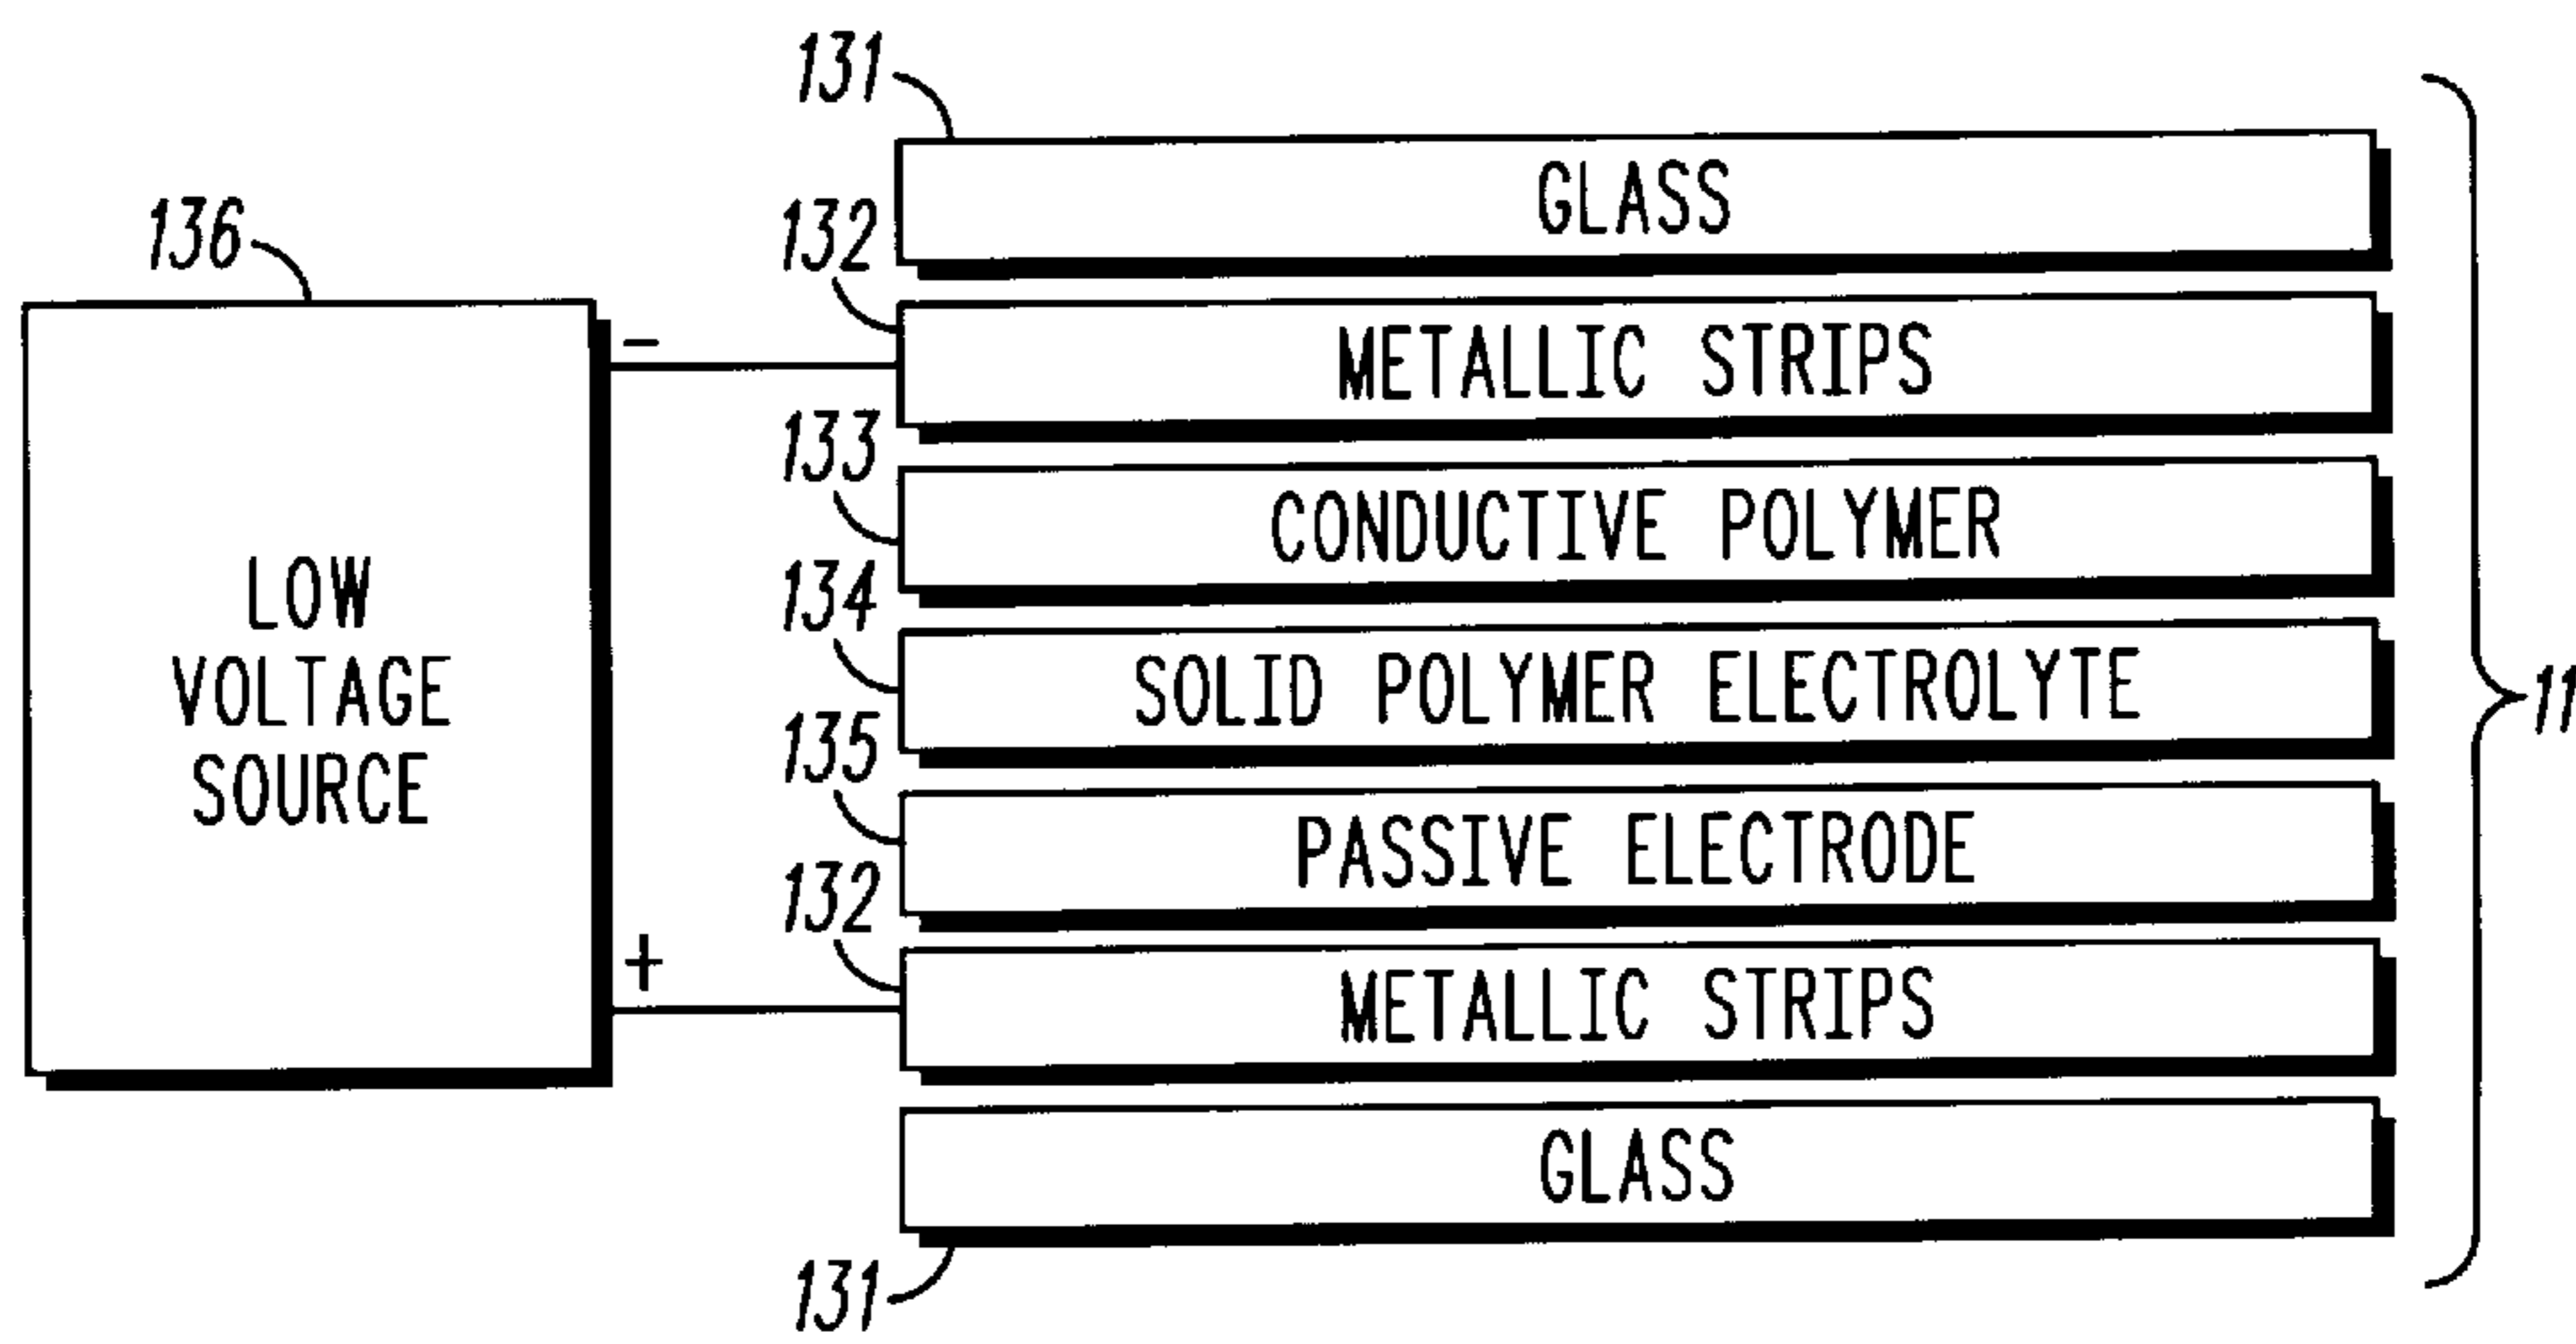 131
GLASS
136
132
-
METALLIC STRIPS
133
CONDUCTIVE POLYMER
LOW
VOLTAGE
SOURCE
134
SOLID POLYMER ELECTROLYTE
11
135
PASSIVE ELECTRODE
132
+
METALLIC STRIPS
GLASS
131